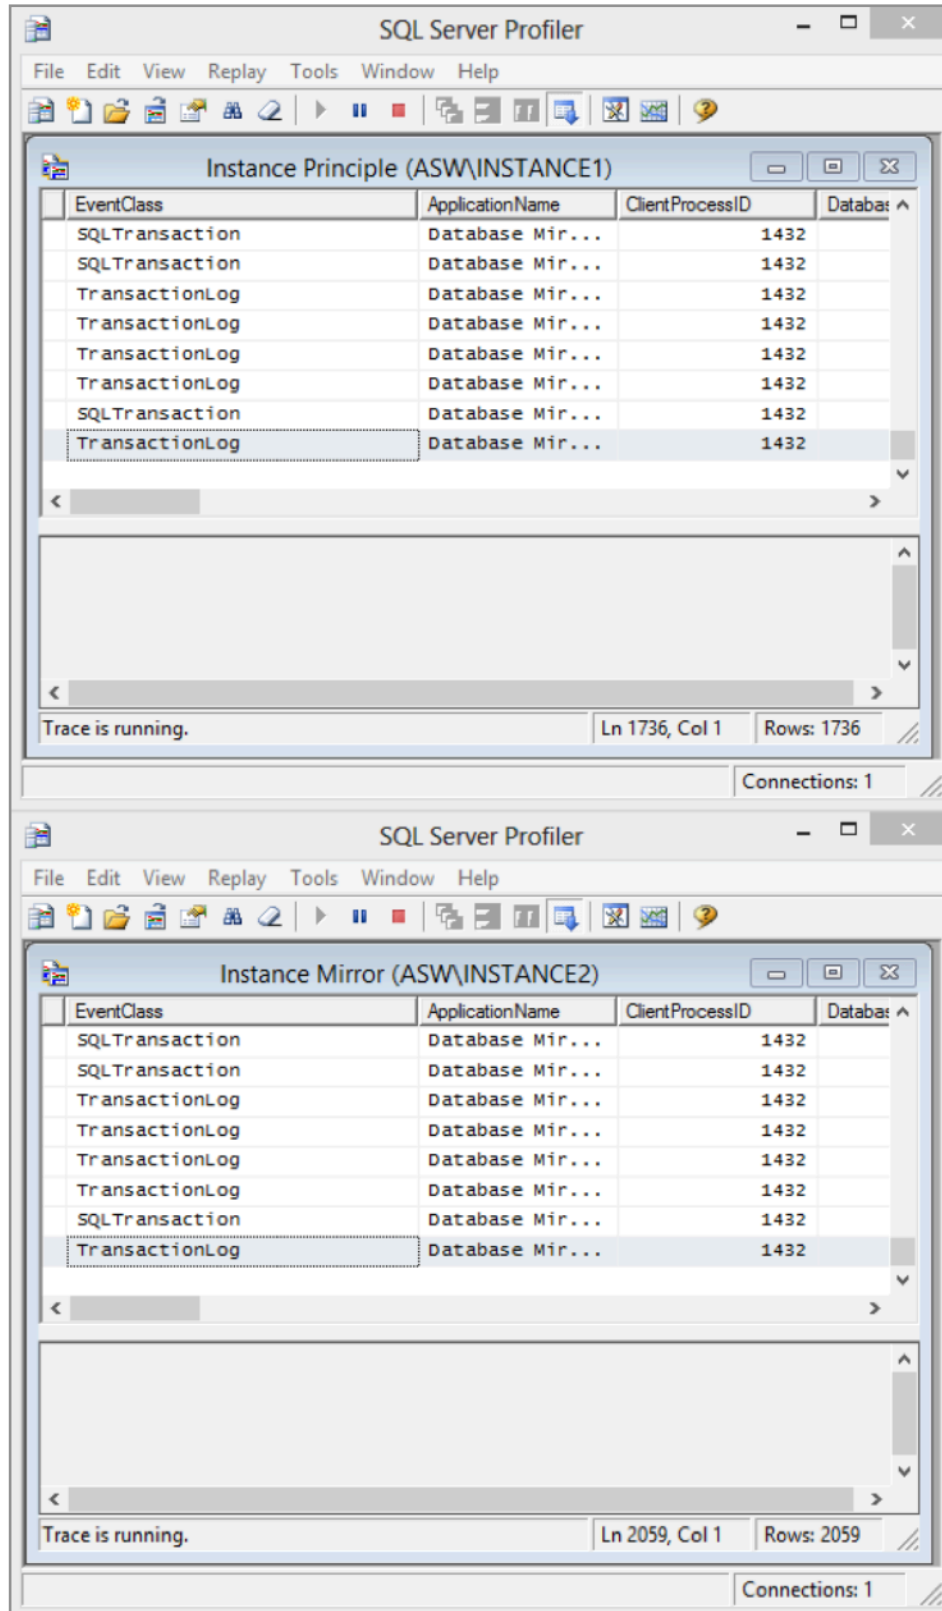 SQL Server Profiler
File Edit View Replay Tools Window Help
Instance Principle (ASW\INSTANCE1)
EventClass ApplicationName ClientProcessID Databas
SQLTransaction Database Mir... 1432
SQLTransaction Database Mir... 1432
TransactionLog Database Mir... 1432
TransactionLog Database Mir... 1432
TransactionLog Database Mir... 1432
TransactionLog Database Mir... 1432
SQLTransaction Database Mir... 1432
TransactionLog Database Mir... 1432
Trace is running. Ln 1736, Col 1 Rows: 1736
Connections: 1
SQL Server Profiler
File Edit View Replay Tools Window Help
Instance Mirror (ASW\INSTANCE2)
EventClass ApplicationName ClientProcessID Databas
SQLTransaction Database Mir... 1432
SQLTransaction Database Mir... 1432
TransactionLog Database Mir... 1432
TransactionLog Database Mir... 1432
TransactionLog Database Mir... 1432
TransactionLog Database Mir... 1432
SQLTransaction Database Mir... 1432
TransactionLog Database Mir... 1432
Trace is running. Ln 2059, Col 1 Rows: 2059
Connections: 1